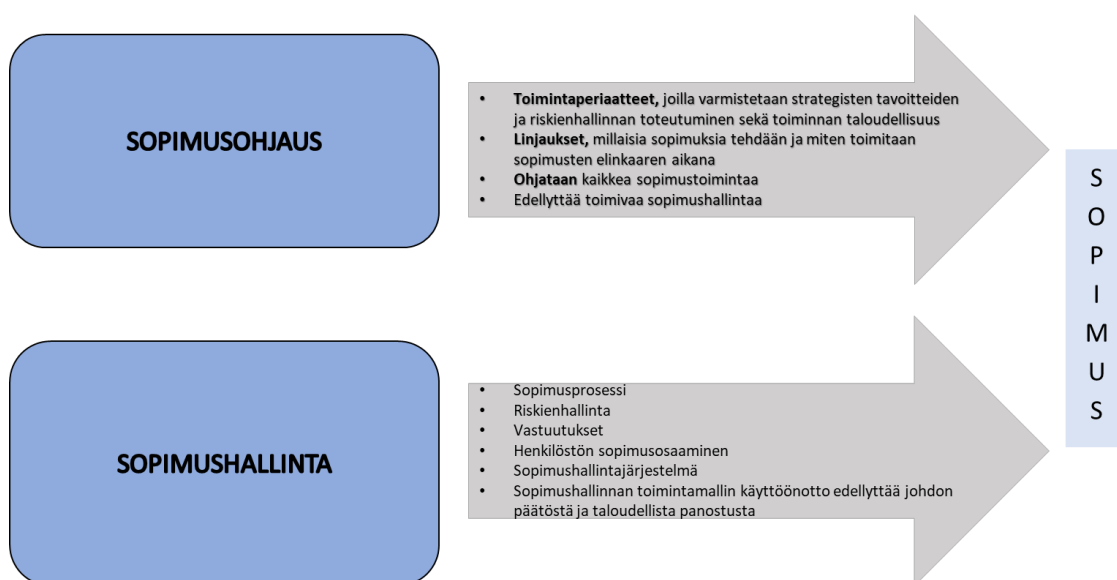 SOPIMUSOHJAUS
• Toimintaperiaatteet, joilla varmistetaan strategisten tavoitteiden
ja riskienhallinnan toteutuminen sekä toiminnan taloudellisuus
• Linjaukset, millaisia sopimuksia tehdään ja miten toimitaan
sopimusten elinkaaren aikana
• Ohjataan kaikkea sopimustoimintaa
• Edellyttää toimivaa sopimushallintaa
SOPIMUSHALLINTA
• Sopimusprosessi
• Riskienhallinta
• Vastuutukset
• Henkilöstön sopimusosaaminen
• Sopimushallintajärjestelmä
• Sopimushallinnan toimintamallin käyttöönotto edellyttää johdon
päätöstä ja taloudellista panostusta
S
O
P
I
M
U
S